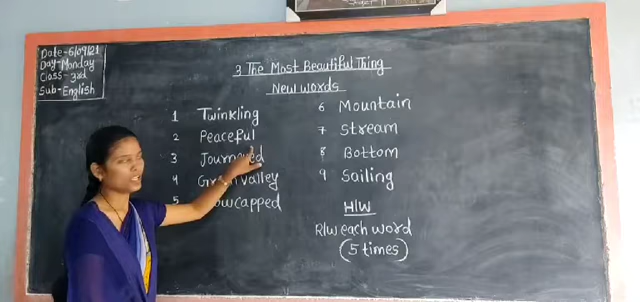 Date-6/09/21
Day-Monday
Class-3rd
Sub-English
3 The Most Beautiful Thing
New words
1 Twinkling
2 Peaceful
3
4 valley
5
6 Mountain
7 Stream
8 Bottom
9 Sailing
H|W
R/W each word
5 times